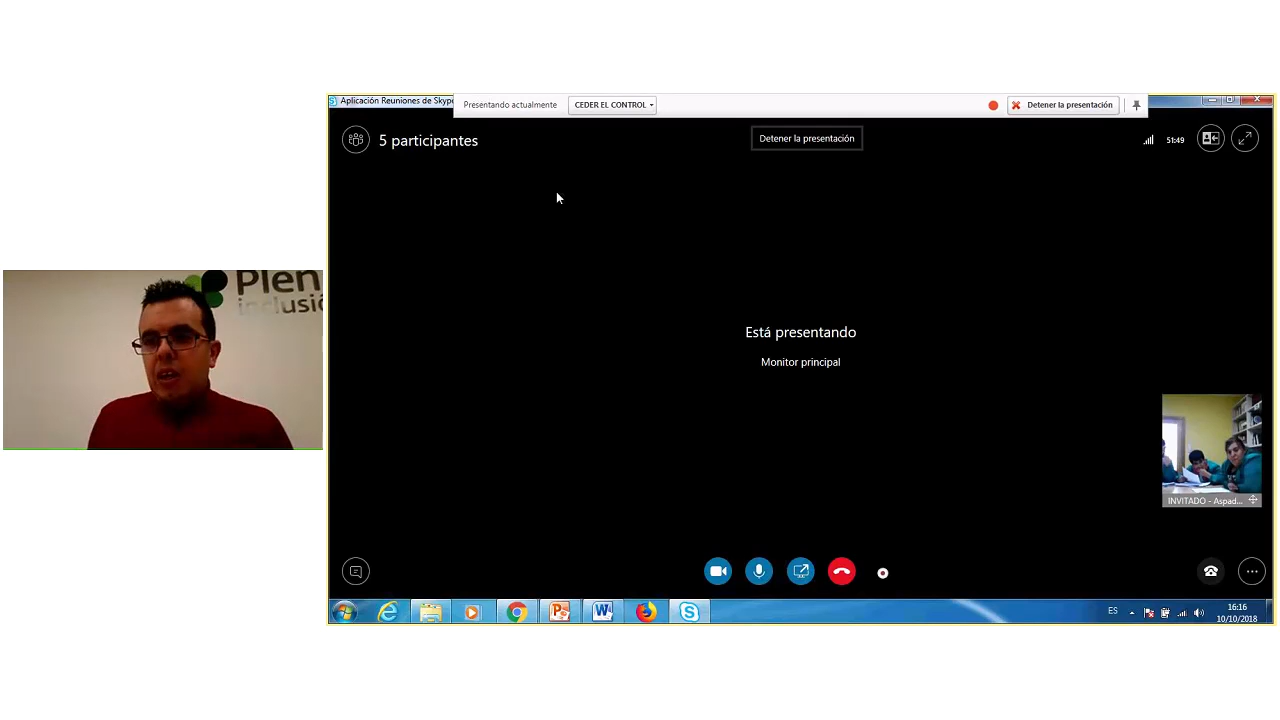 Aplicación Reuniones de Skype
Presentando actualmente
CEDER EL CONTROL
Detener la presentación
5 participantes
Detener la presentación
51:49
Plen
inclusió
Está presentando
Monitor principal
INVITADO - Aspad...
ES
16:16
10/10/2018